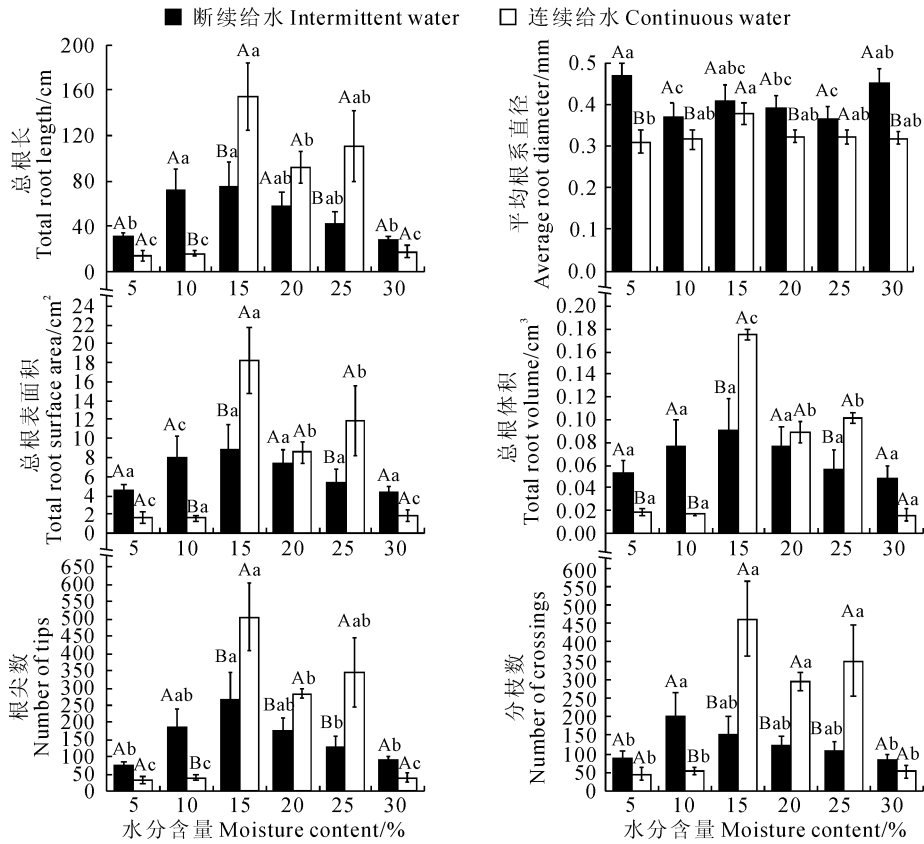 断续给水 Intermittent water 连续给水 Continuous water
总根长
Total root length/cm
200
160
120
80
40
0
Ab Ac Aa Bc Ba Aa Aab Ab Bab Aab Ab Ac
5 10 15 20 25 30
平均根系直径
Average root diameter/mm
0.5
0.4
0.3
0.2
0.1
0.0
Aa Bb Ac Bab Aabc Aa Abc Bab Ac Aab Aab Bab
5 10 15 20 25 30
总根表面积
Total root surface area/cm2
22
20
18
16
14
12
10
8
6
4
2
0
Aa Ac Ac Ba Ba Aa Aa Ab Ba Ab Aa Ac
5 10 15 20 25 30
总根体积
Total root volume/cm3
0.20
0.18
0.16
0.14
0.12
0.10
0.08
0.06
0.04
0.02
0.00
Aa Ba Aa Ba Ba Ac Aa Ab Ba Ab Aa Aa
5 10 15 20 25 30
根尖数
Number of tips
650
600
550
500
450
400
350
300
250
200
150
100
50
0
Ab Ac Aab Bc Ba Aa Bab Ab Bb Aab Ab Ac
5 10 15 20 25 30
水分含量 Moisture content/%
分枝数
Number of crossings
600
550
500
450
400
350
300
250
200
150
100
50
0
Ab Ab Aa Bb Bab Aa Bab Aa Bab Aa Ab Ab
5 10 15 20 25 30
水分含量 Moisture content/%